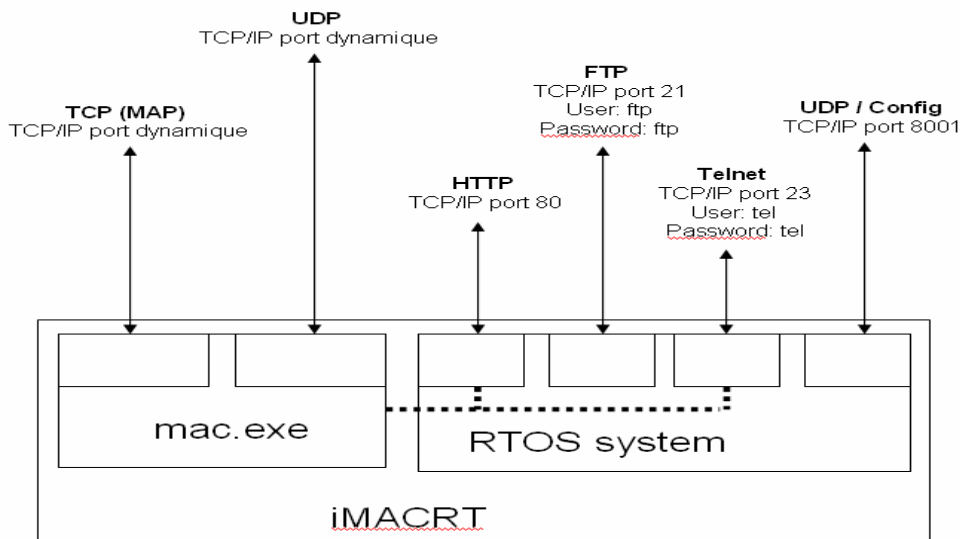 UDP
TCP/IP port dynamique
TCP (MAP)
TCP/IP port dynamique
HTTP
TCP/IP port 80
FTP
TCP/IP port 21
User: ftp
Password: ftp
Telnet
TCP/IP port 23
User: tel
Password: tel
UDP / Config
TCP/IP port 8001
mac.exe
RTOS system
iMACRT